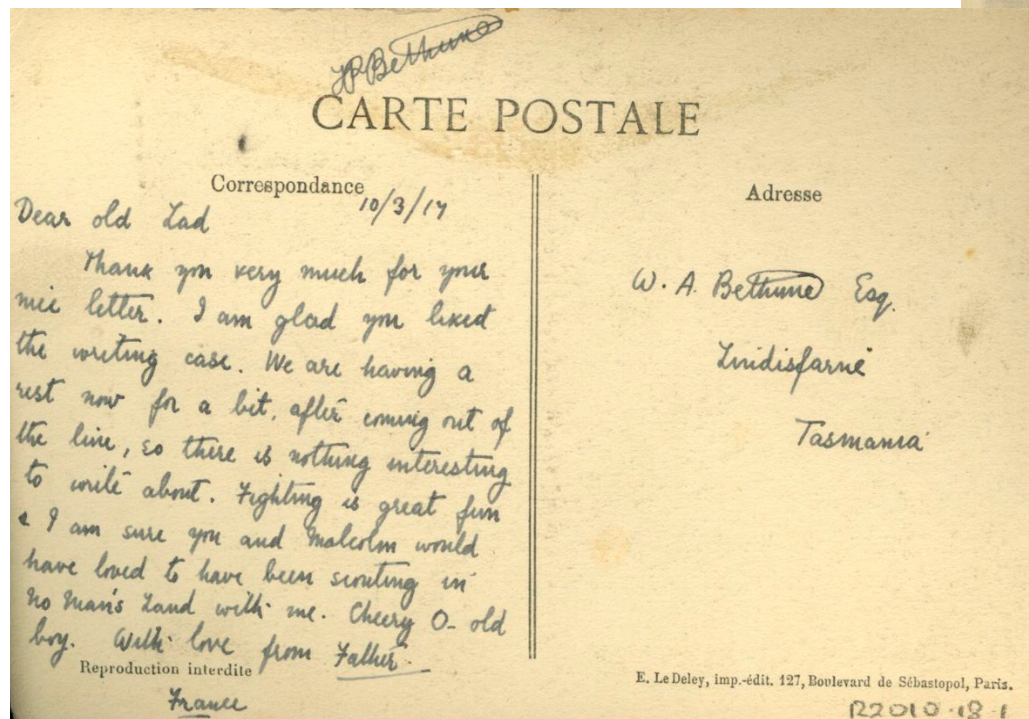 Bethune
CARTE POSTALE
Correspondance
10/3/17
Dear old Lad
Thank you very much for your
nice letter. I am glad you liked
the writing case. We are having a
rest now for a bit, after coming out of
the line, so there is nothing interesting
to write about. Fighting is great fun
& I am sure you and Malcolm would
have loved to have been scouting in
No Man's Land with me. Cheery O- old
boy. With love from Father
Reproduction interdite
France
Adresse
W. A. Bethune Esq.
Lindisfarne
Tasmania
E. Le Deley, imp.-édit. 127, Boulevard de Sébastopol, Paris.
R2010-18-1